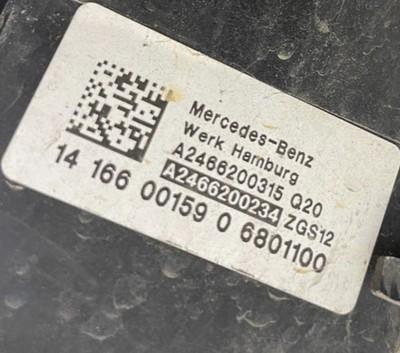 Mercedes-Benz
Werk Hamburg
A2466200315 Q20
A2466200234 ZGS12
14 166 00159 0 6801100